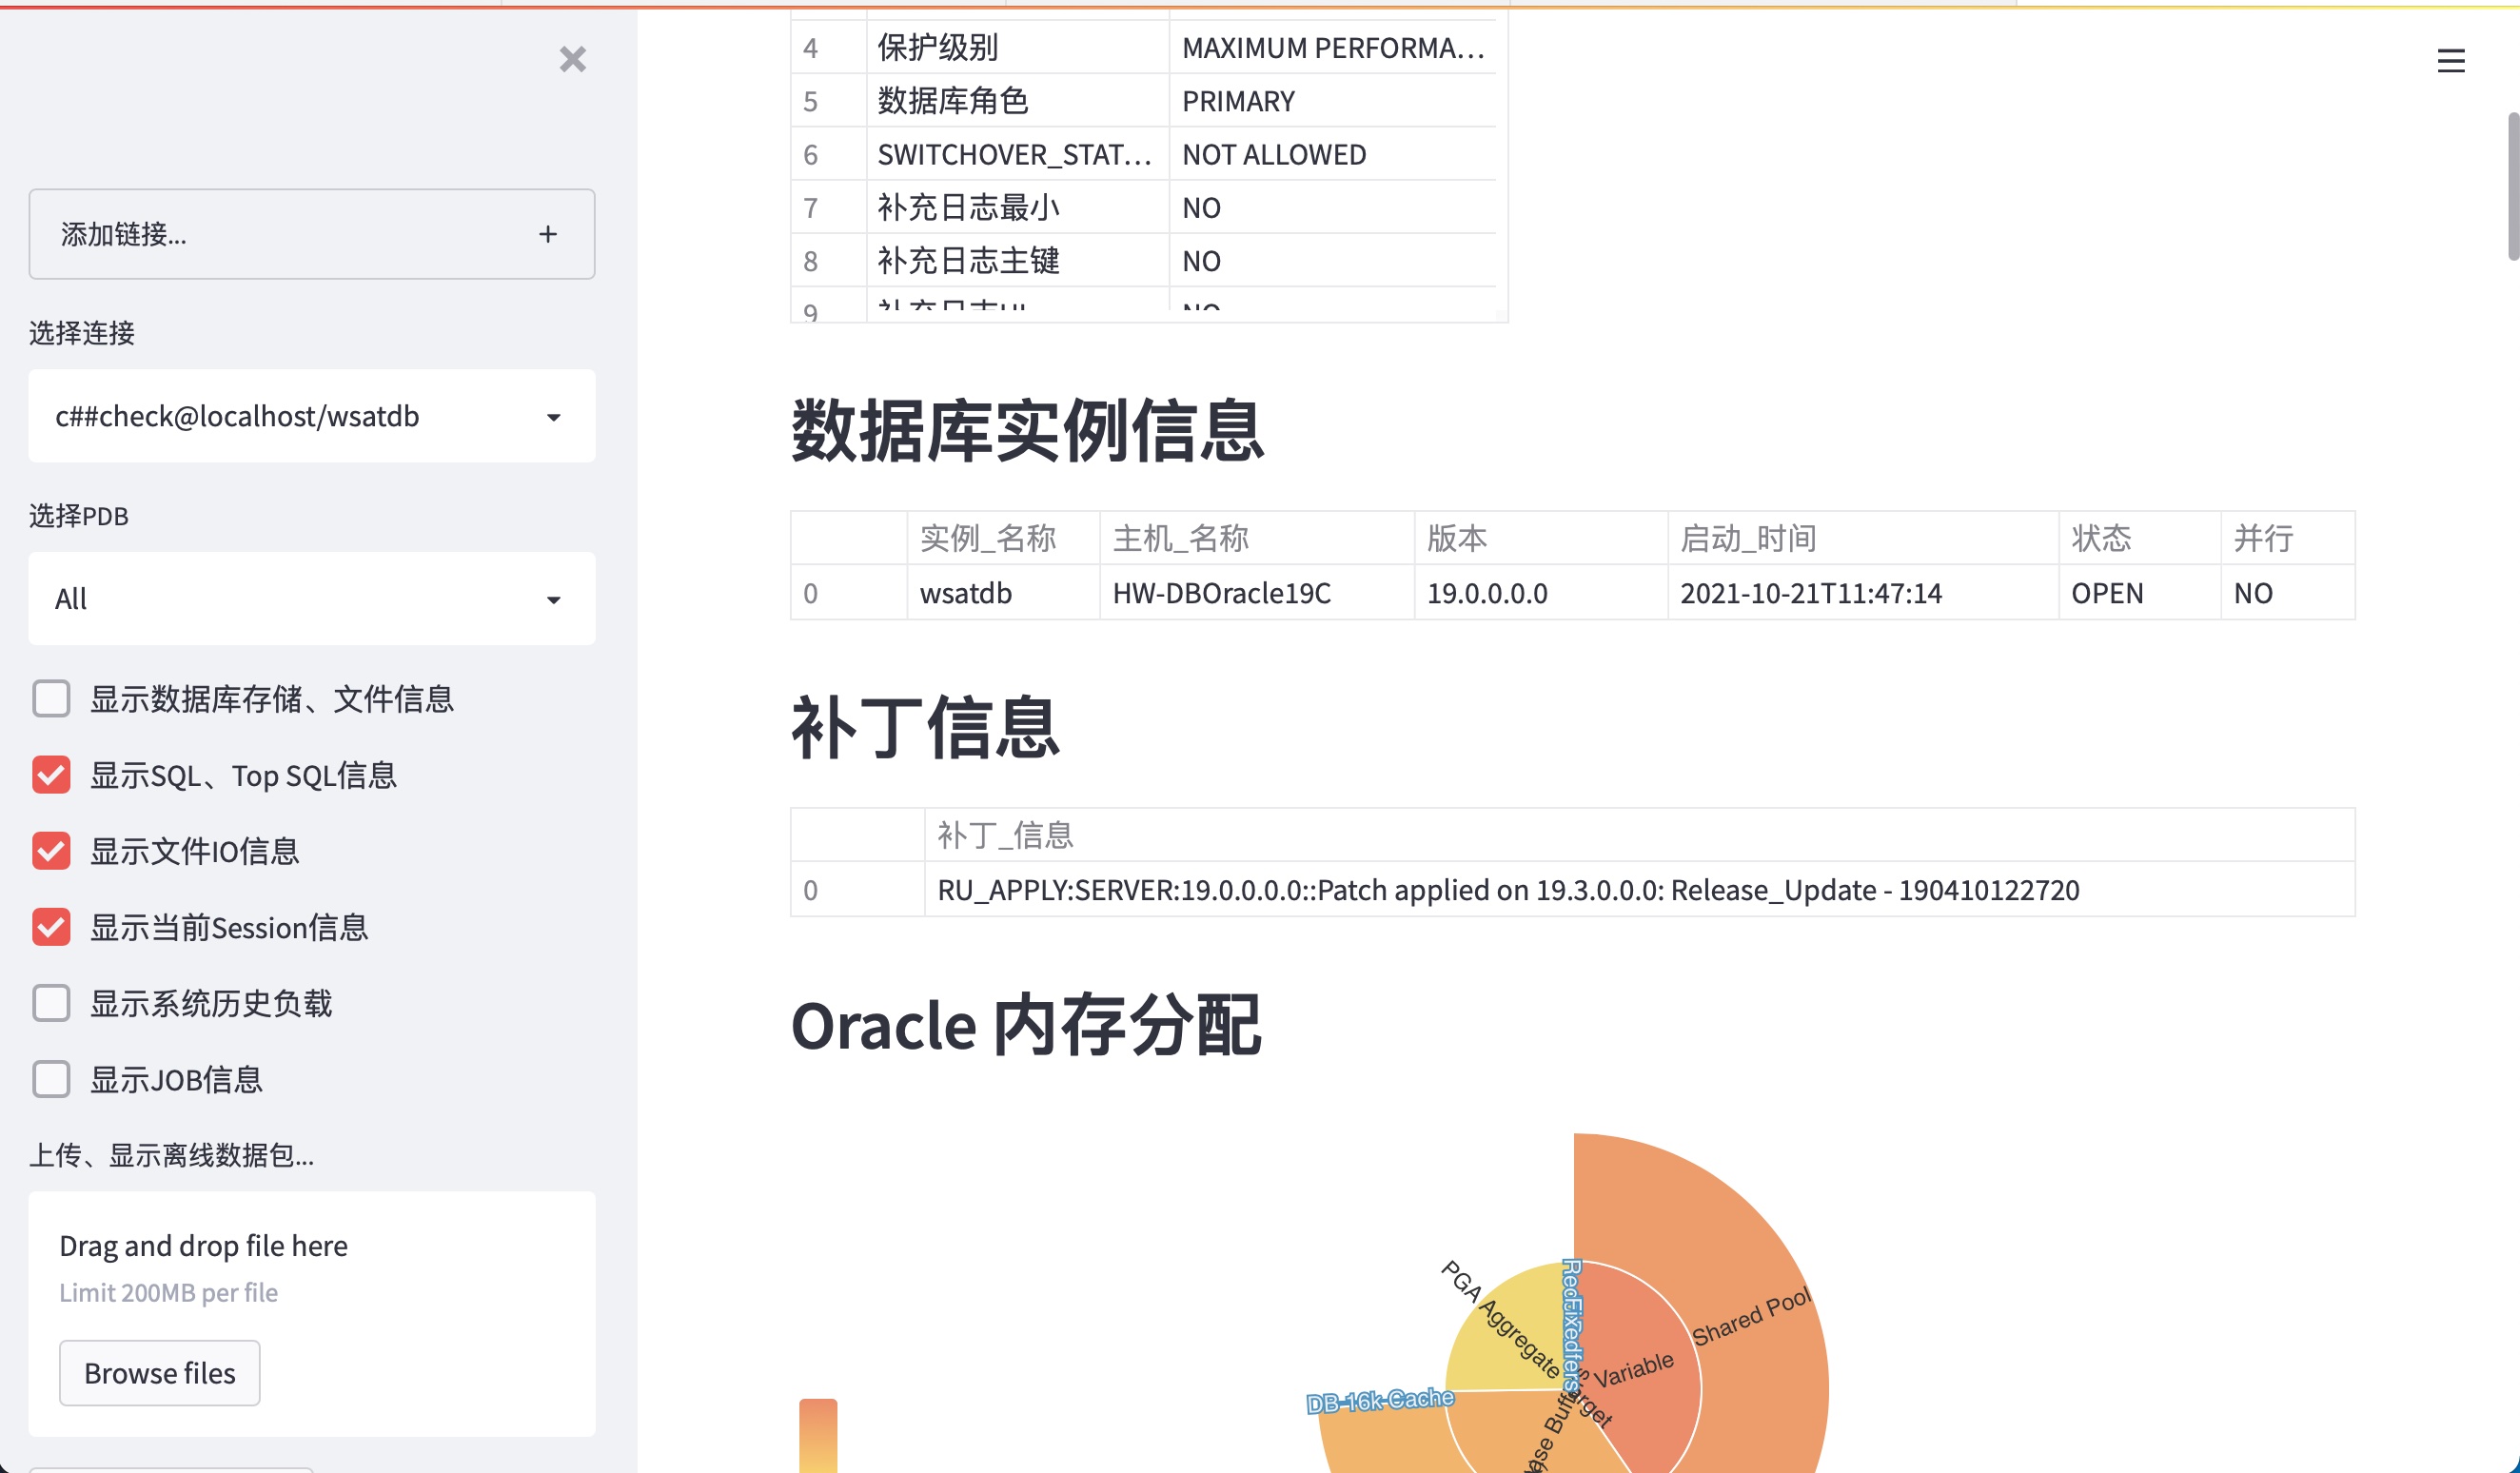 添加链接... +
选择连接
c##check@localhost/wsatdb
选择PDB
All
显示数据库存储、文件信息
显示SQL、Top SQL信息
显示文件IO信息
显示当前Session信息
显示系统历史负载
显示JOB信息
上传、显示离线数据包...
Drag and drop file here
Limit 200MB per file
Browse files
4 保护级别 MAXIMUM PERFORMA...
5 数据库角色 PRIMARY
6 SWITCHOVER_STAT... NOT ALLOWED
7 补充日志最小 NO
8 补充日志主键 NO
9 补充日志UI NO
数据库实例信息
实例_名称 主机_名称 版本 启动_时间 状态 并行
0 wsatdb HW-DBOracle19C 19.0.0.0.0 2021-10-21T11:47:14 OPEN NO
补丁信息
补丁_信息
0 RU_APPLY:SERVER:19.0.0.0.0::Patch applied on 19.3.0.0.0: Release_Update - 190410122720
Oracle 内存分配
PGA Aggregate Target
Shared Pool
Variable
DB 16k Cache